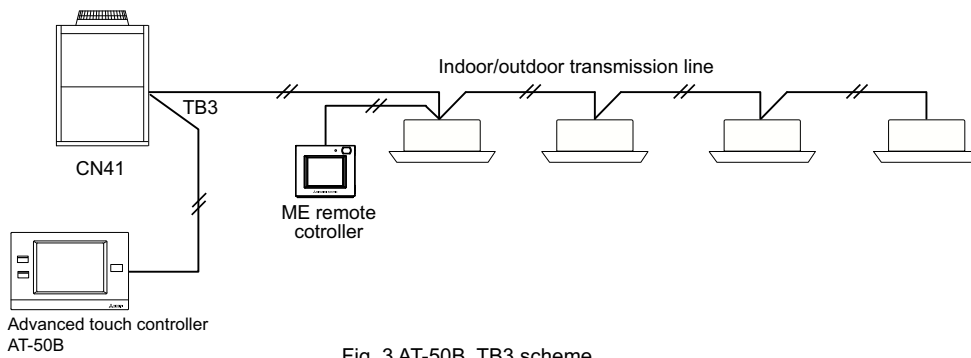 Indoor/outdoor transmission line
TB3
CN41
ME remote
cotroller
Advanced touch controller
AT-50B
Fig. 3 AT-50B TB3 scheme